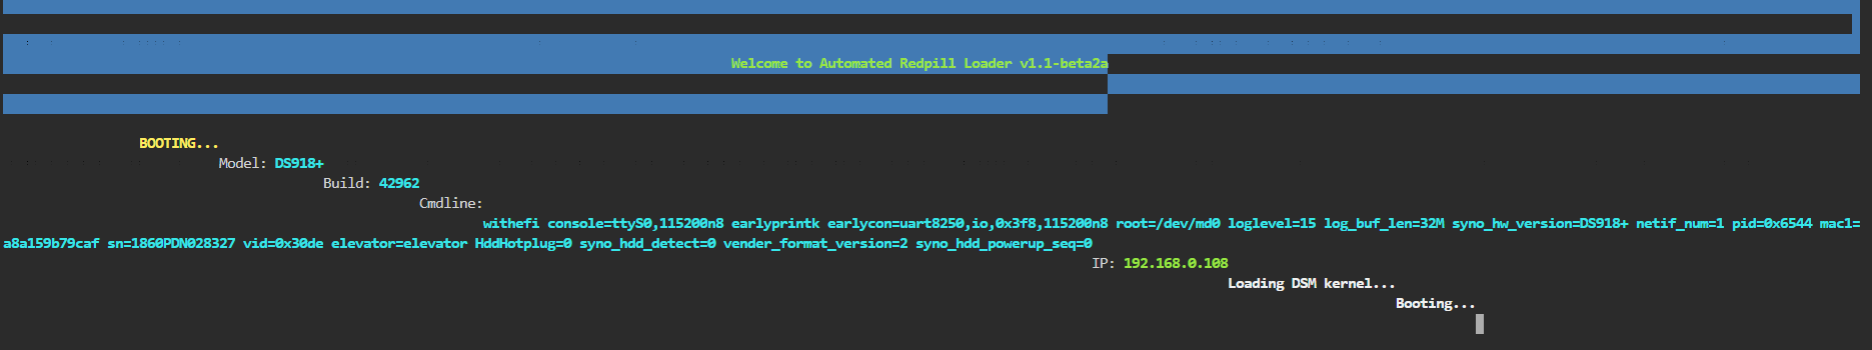 Welcome to Automated Redpill Loader v1.1-beta2a
BOOTING...
Model: DS918+
Build: 42962
Cmdline:
withefi console=ttyS0,115200n8 earlyprintk earlycon=uart8250,io,0x3f8,115200n8 root=/dev/md0 loglevel=15 log_buf_len=32M syno_hw_version=DS918+ netif_num=1 pid=0x6544 mac1=
a8a159b79caf sn=1860PDN028327 vid=0x30de elevator=elevator HddHotplug=0 syno_hdd_detect=0 vender_format_version=2 syno_hdd_powerup_seq=0
IP: 192.168.0.108
Loading DSM kernel...
Booting...